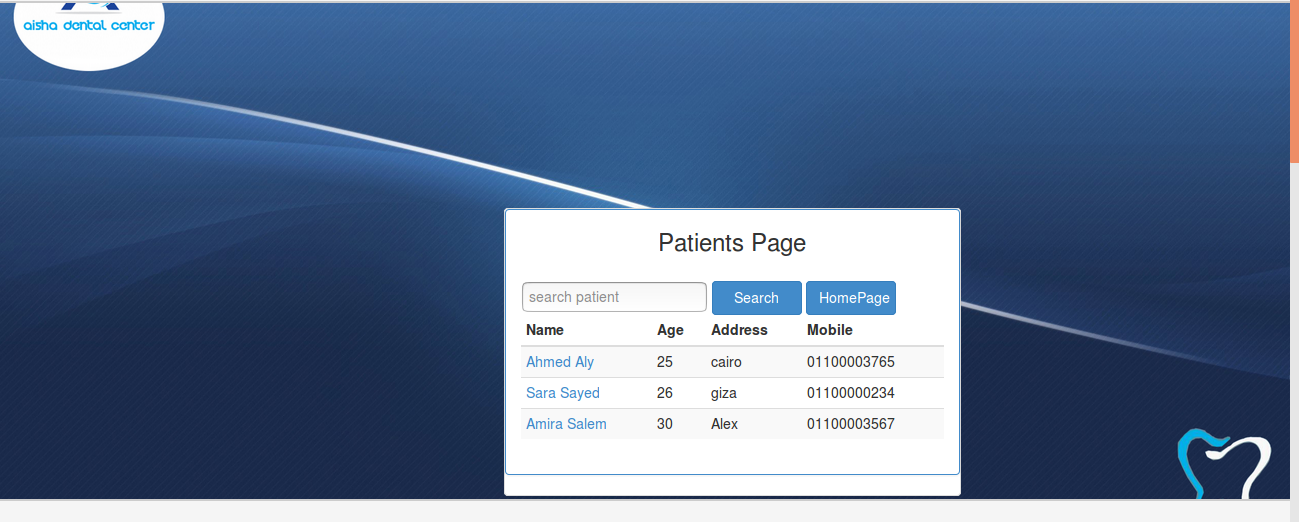 aisha dental center
Patients Page
search patient Search HomePage
Name Age Address Mobile
Ahmed Aly 25 cairo 01100003765
Sara Sayed 26 giza 01100000234
Amira Salem 30 Alex 01100003567